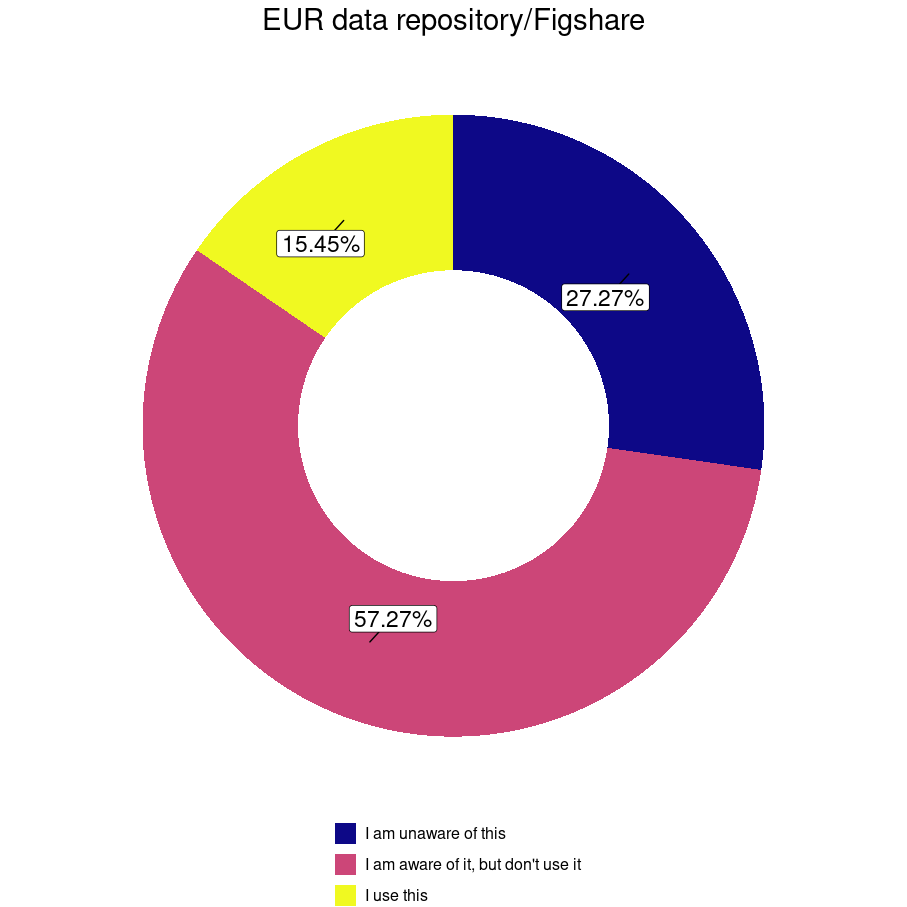 EUR data repository/Figshare
15.45%
27.27%
57.27%
I am unaware of this
I am aware of it, but don't use it
I use this